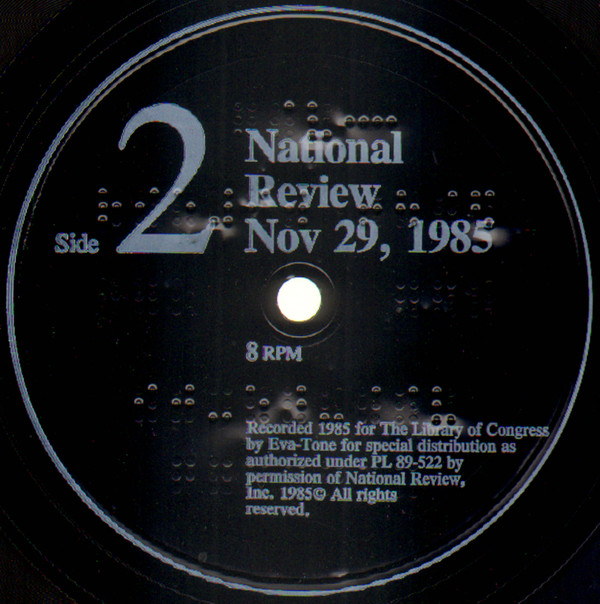 National
Review
Nov 29, 1985
Side 2
8 RPM
Recorded 1985 for The Library of Congress
by Eva-Tone for special distribution as
authorized under PL 89-522 by
permission of National Review,
Inc. 1985© All rights
reserved.